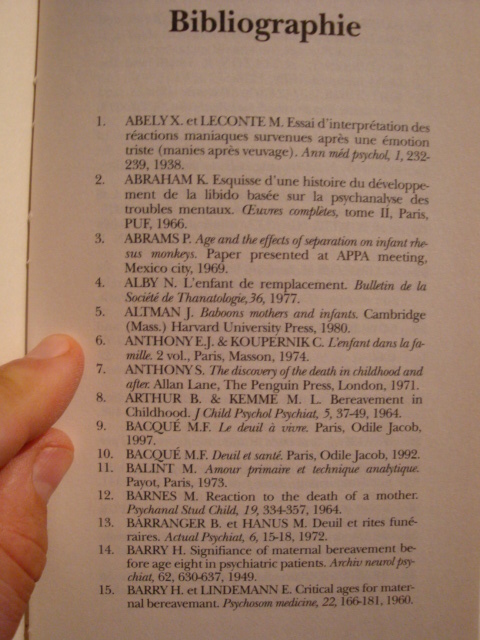 Bibliographie
1. ABELY X. et LECONTE M. Essai d'interprétation des
réactions maniaques survenues après une émotion
triste (manies après veuvage). Ann méd psychol, 1, 232-
239, 1938.
2. ABRAHAM K. Esquisse d'une histoire du développe-
ment de la libido basée sur la psychanalyse des
troubles mentaux. Œuvres complètes, tome II, Paris,
PUF, 1966.
3. ABRAMS P. Age and the effects of separation on infant rhe-
sus monkeys. Paper presented at APPA meeting,
Mexico city, 1969.
4. ALBY N. L'enfant de remplacement. Bulletin de la
Société de Thanatologie, 36, 1977.
5. ALTMAN J. Baboons mothers and infants. Cambridge
(Mass.) Harvard University Press, 1980.
6. ANTHONY E.J. & KOUPERNIK C. L'enfant dans la fa-
mille. 2 vol., Paris, Masson, 1974.
7. ANTHONY S. The discovery of the death in childhood and
after. Allan Lane, The Penguin Press, London, 1971.
8. ARTHUR B. & KEMME M. L. Bereavement in
Childhood. J Child Psychol Psychiat, 5, 37-49, 1964.
9. BACQUÉ M.F. Le deuil à vivre. Paris, Odile Jacob,
1997.
10. BACQUÉ M.F. Deuil et santé. Paris, Odile Jacob, 1992.
11. BALINT M. Amour primaire et technique analytique.
Payot, Paris, 1973.
12. BARNES M. Reaction to the death of a mother.
Psychanal Stud Child, 19, 334-357, 1964.
13. BARRANGER B. et HANUS M. Deuil et rites funé-
raires. Actual Psychiat, 6, 15-18, 1972.
14. BARRY H. Signifiance of maternal bereavement be-
fore age eight in psychiatric patients. Archiv neurol psy-
chiat, 62, 630-637, 1949.
15. BARRY H. et LINDEMANN E. Critical ages for mater-
nal bereavemant. Psychosom medicine, 22, 166-181, 1960.